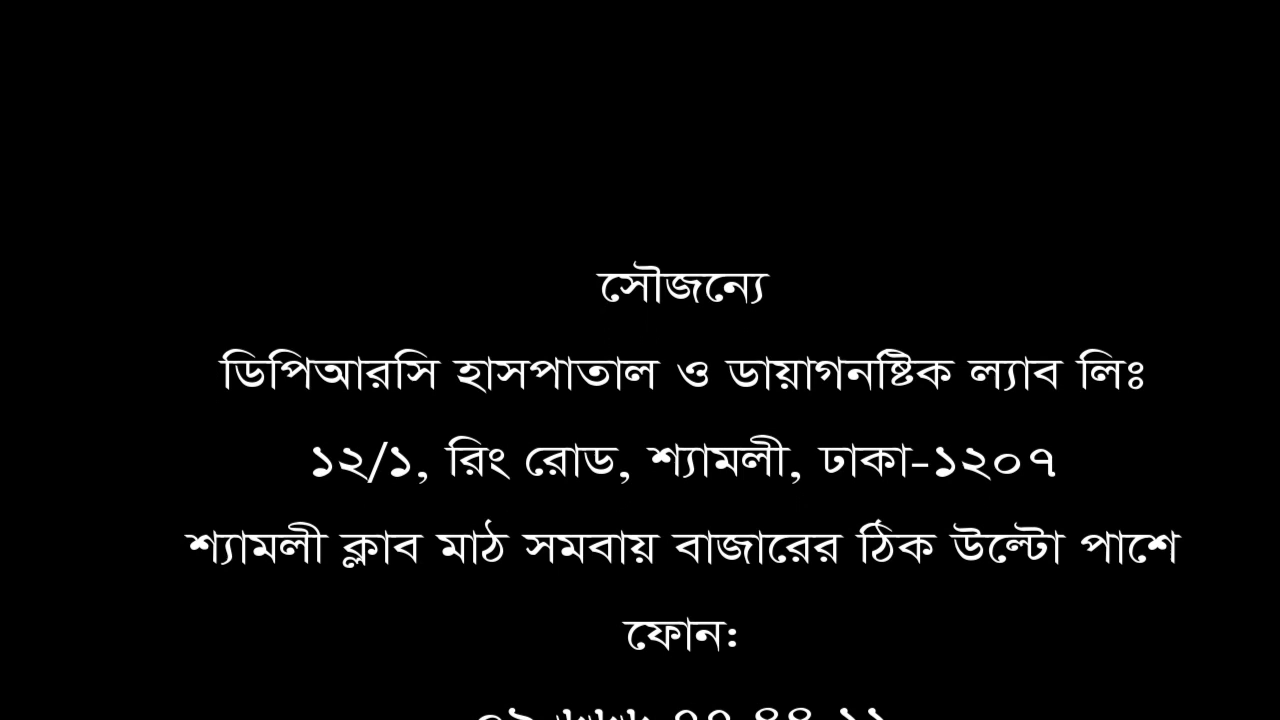 সৌজন্যে
ডিপিআরসি হাসপাতাল ও ডায়াগনষ্টিক ল্যাব লিঃ
১২/১, রিং রোড, শ্যামলী, ঢাকা-১২০৭
শ্যামলী ক্লাব মাঠ সমবায় বাজারের ঠিক উল্টো পাশে
ফোন: